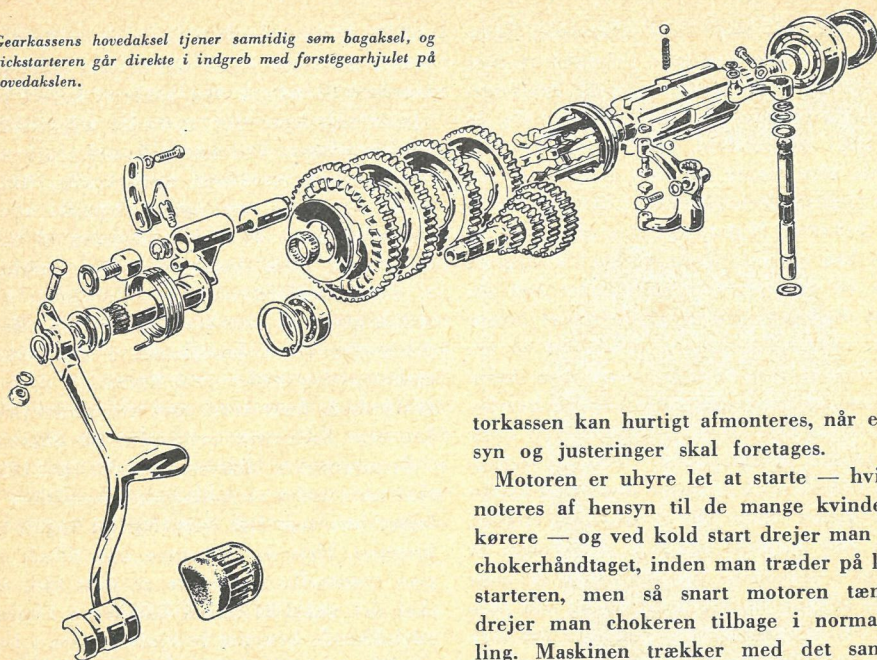 Gearkassens hovedaksel tjener samtidig søm bagaksel, og
kickstarteren går direkte i indgreb med førstegearhjulet på
hovedakslen.
torkassen kan hurtigt afmonteres, når e
syn og justeringer skal foretages.
Motoren er uhyre let at starte — hvi
noteres af hensyn til de mange kvinde
kørere — og ved kold start drejer man
chokerhåndtaget, inden man træder på l
starteren, men så snart motoren tæn
drejer man chokeren tilbage i norma
ling. Maskinen trækker med det sam